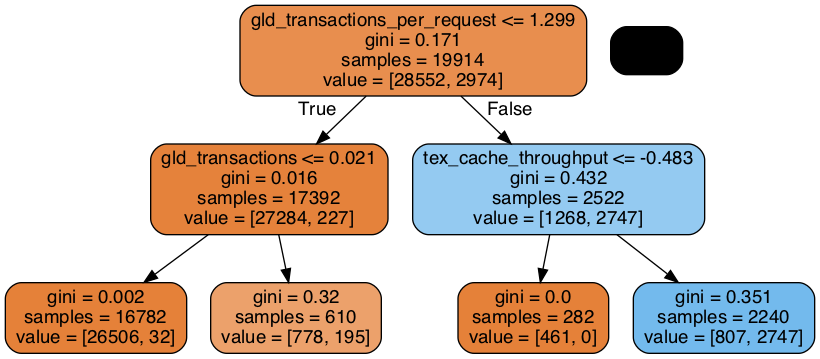 gld_transactions_per_request <= 1.299
gini = 0.171
samples = 19914
value = [28552, 2974]
True
False
gld_transactions <= 0.021
gini = 0.016
samples = 17392
value = [27284, 227]
tex_cache_throughput <= -0.483
gini = 0.432
samples = 2522
value = [1268, 2747]
gini = 0.002
samples = 16782
value = [26506, 32]
gini = 0.32
samples = 610
value = [778, 195]
gini = 0.0
samples = 282
value = [461, 0]
gini = 0.351
samples = 2240
value = [807, 2747]